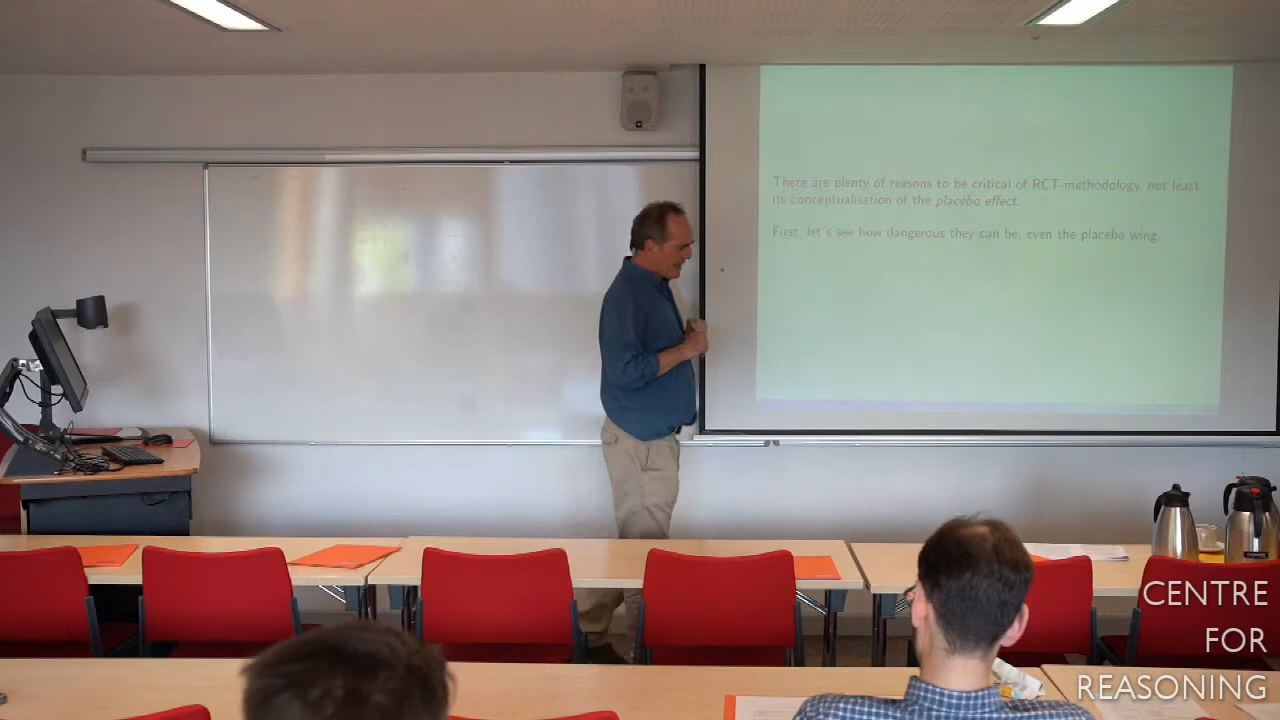 There are plenty of reasons to be critical of RCT-methodology, not least
its conceptualisation of the placebo effect.
First, let's see how dangerous they can be, even the placebo wing.
CENTRE
FOR
REASONING